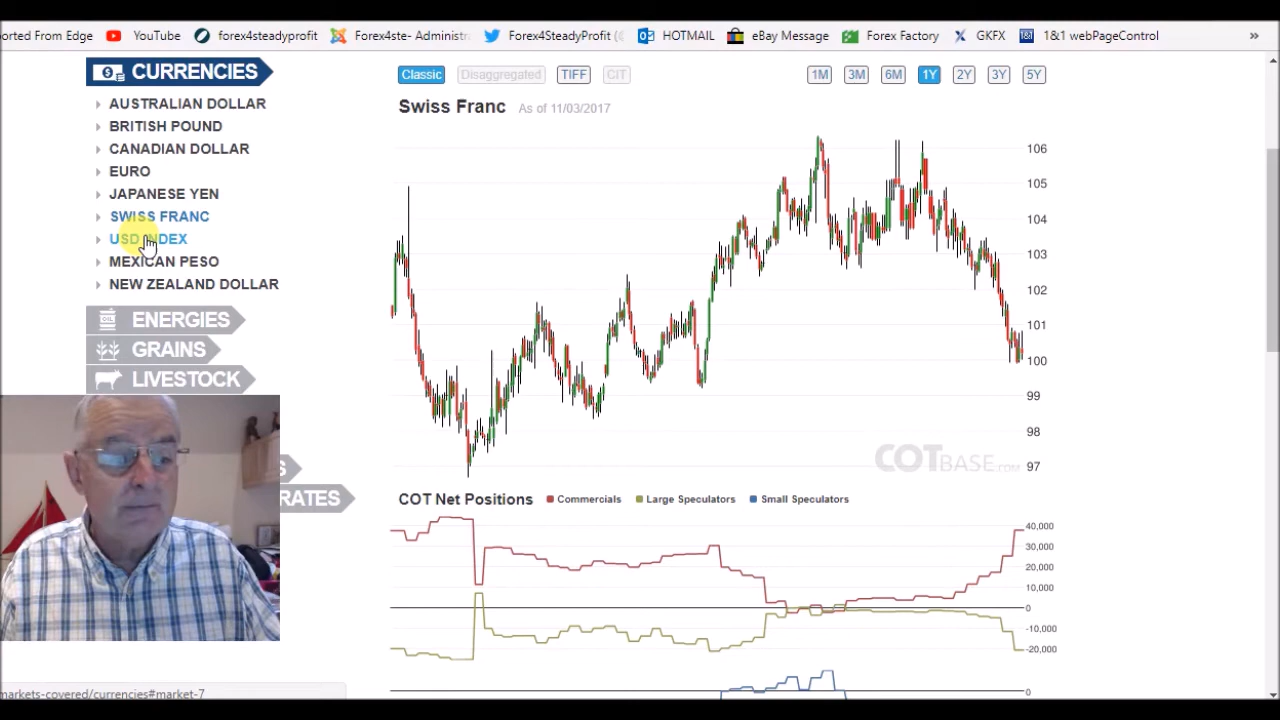 orted From Edge YouTube forex4steadyprofit Forex4ste- Administra Forex4SteadyProfit (@ HOTMAIL eBay Message Forex Factory GKFX 1&1 webPageControl »
CURRENCIES
AUSTRALIAN DOLLAR
BRITISH POUND
CANADIAN DOLLAR
EURO
JAPANESE YEN
SWISS FRANC
USD INDEX
MEXICAN PESO
NEW ZEALAND DOLLAR
OIL ENERGIES
GRAINS
LIVESTOCK
S
RATES
markets-covered/currencies#market-7
Classic Disaggregated TIFF CIT 1M 3M 6M 1Y 2Y 3Y 5Y
Swiss Franc As of 11/03/2017
106
105
104
103
102
101
100
99
98
97
COTBASE.COM
COT Net Positions Commercials Large Speculators Small Speculators
40,000
30,000
20,000
10,000
0
-10,000
-20,000
0